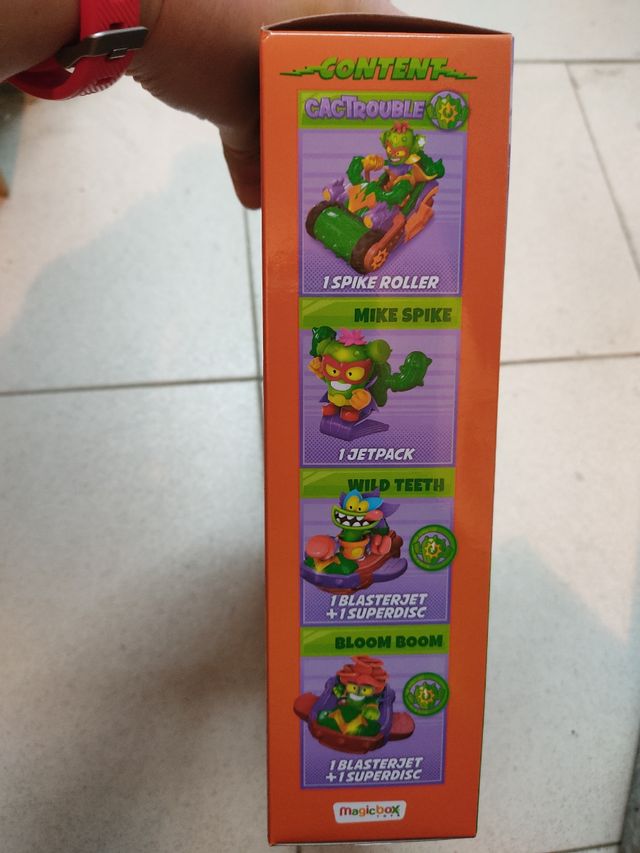 CONTENT
CACTROUBLE
1 SPIKE ROLLER
MIKE SPIKE
1 JETPACK
WILD TEETH
1 BLASTERJET
+1 SUPERDISC
BLOOM BOOM
1 BLASTERJET
+1 SUPERDISC
magicbox
TOYS